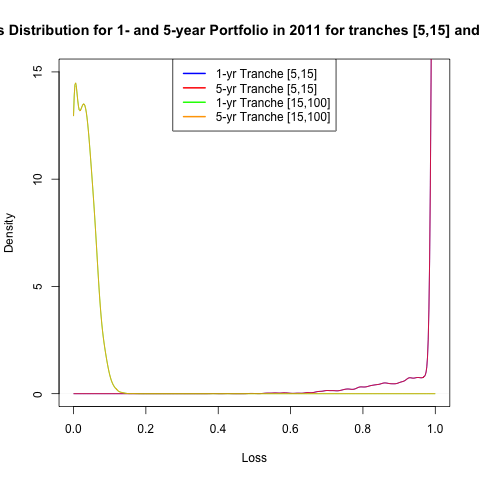 s Distribution for 1- and 5-year Portfolio in 2011 for tranches [5,15] and
1-yr Tranche [5,15]
5-yr Tranche [5,15]
1-yr Tranche [15,100]
5-yr Tranche [15,100]
Density
15
10
5
0
0.0 0.2 0.4 0.6 0.8 1.0
Loss